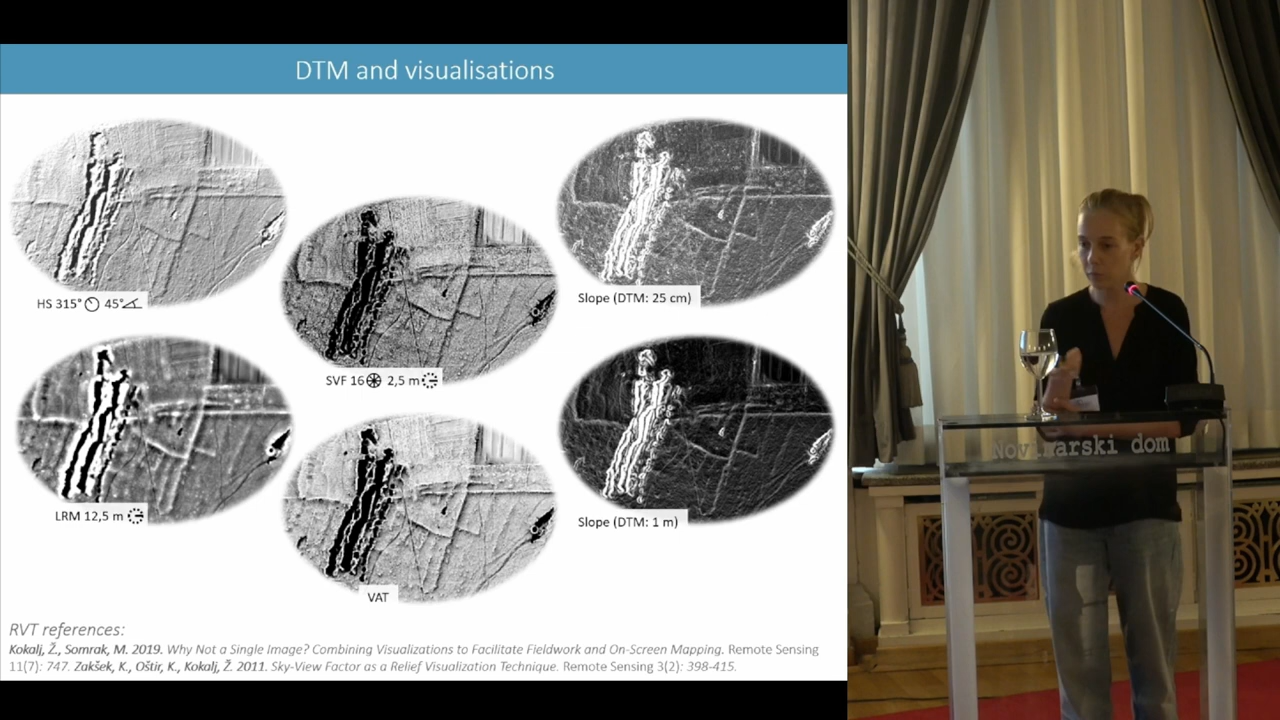 DTM and visualisations
HS 315° 45°
Slope (DTM: 25 cm)
SVF 16 2,5 m
LRM 12,5 m
Slope (DTM: 1 m)
VAT
RVT references:
Kokalj, Ž., Somrak, M. 2019. Why Not a Single Image? Combining Visualizations to Facilitate Fieldwork and On-Screen Mapping. Remote Sensing
11(7): 747. Zakšek, K., Oštir, K., Kokalj, Ž. 2011. Sky-View Factor as a Relief Visualization Technique. Remote Sensing 3(2): 398-415.
Novinarski dom